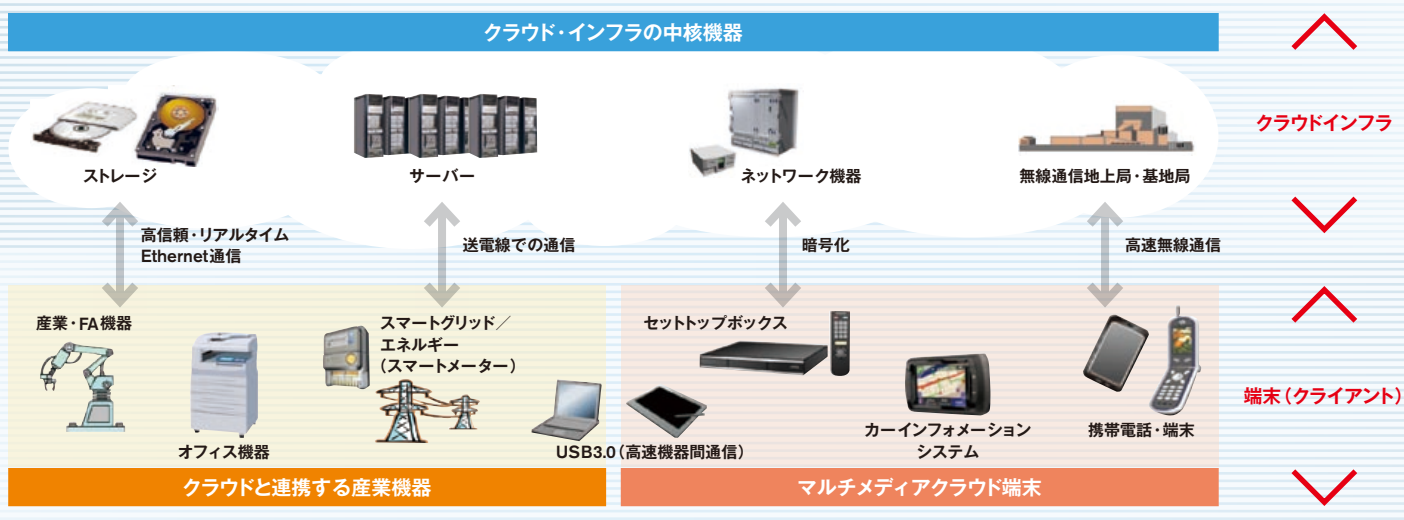 クラウド・インフラの中核機器
ストレージ
サーバー
ネットワーク機器
無線通信地上局・基地局
クラウドインフラ
高信頼・リアルタイム
Ethernet通信
送電線での通信
暗号化
高速無線通信
産業・FA機器
オフィス機器
スマートグリッド／
エネルギー
（スマートメーター）
USB3.0（高速機器間通信）
セットトップボックス
カーインフォメーション
システム
携帯電話・端末
端末（クライアント）
クラウドと連携する産業機器
マルチメディアクラウド端末